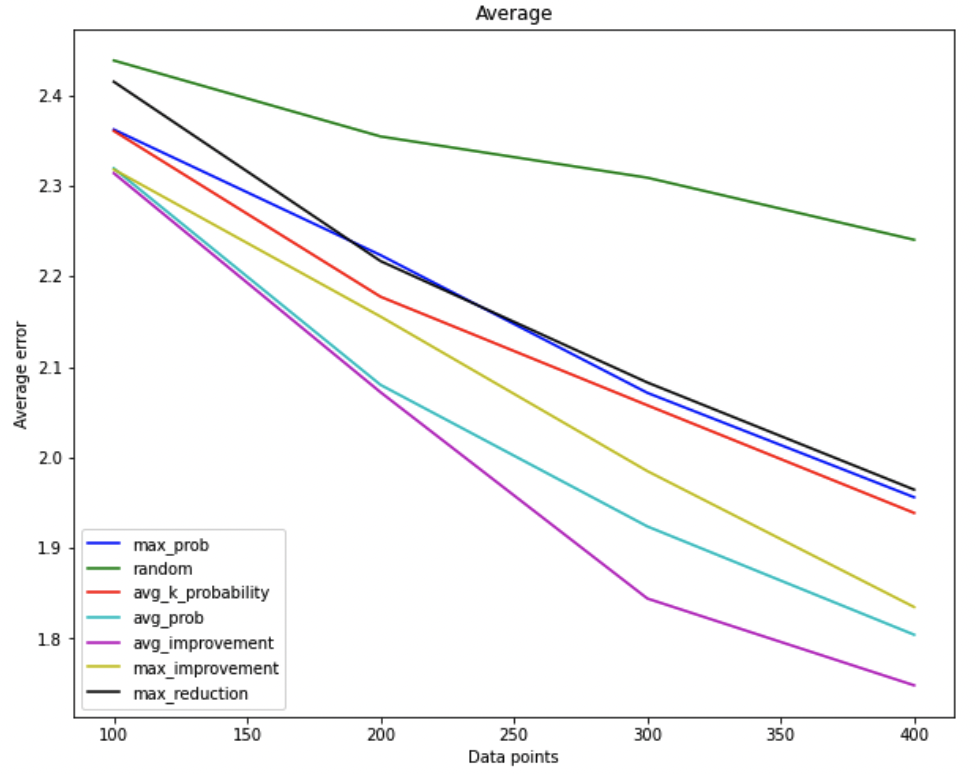 Average
2.4
2.3
2.2
2.1
2.0
1.9
1.8
Average error
max_prob
random
avg_k_probability
avg_prob
avg_improvement
max_improvement
max_reduction
100 150 200 250 300 350 400
Data points